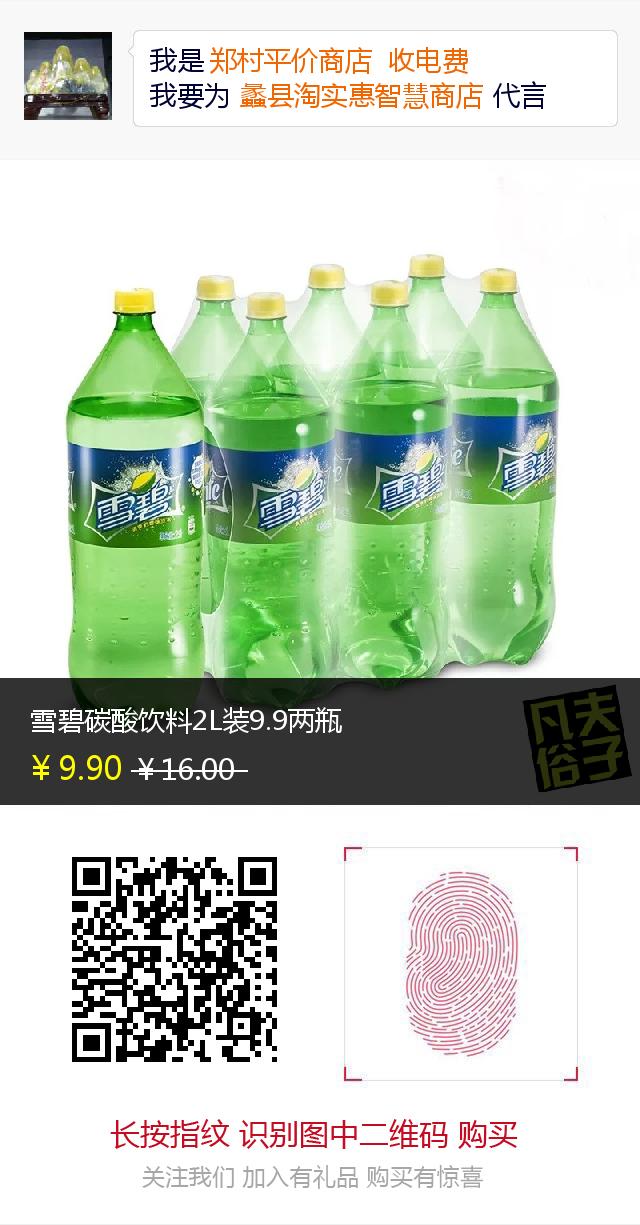 我是郑村平价商店 收电费
我要为 蠡县淘实惠智慧商店 代言
雪碧
雪碧
雪碧
雪碧
雪碧碳酸饮料2L装9.9两瓶
￥9.90 ￥16.00
凡夫
俗子
长按指纹 识别图中二维码 购买
关注我们 加入有礼品 购买有惊喜